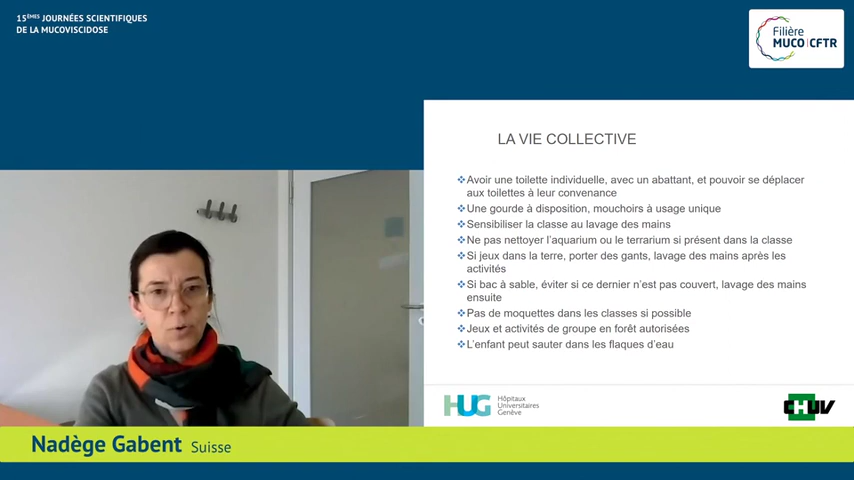 15ÈMES JOURNÉES SCIENTIFIQUES
DE LA MUCOVISCIDOSE
Filière
MUCO|CFTR
LA VIE COLLECTIVE
Avoir une toilette individuelle, avec un abattant, et pouvoir se déplacer
aux toilettes à leur convenance
Une gourde à disposition, mouchoirs à usage unique
Sensibiliser la classe au lavage des mains
Ne pas nettoyer l'aquarium ou le terrarium si présent dans la classe
Si jeux dans la terre, porter des gants, lavage des mains après les
activités
Si bac à sable, éviter si ce dernier n'est pas couvert, lavage des mains
ensuite
Pas de moquettes dans les classes si possible
Jeux et activités de groupe en forêt autorisées
L'enfant peut sauter dans les flaques d'eau
HUG
Hôpitaux
Universitaires
Genève
CHUV
Nadège Gabent Suisse